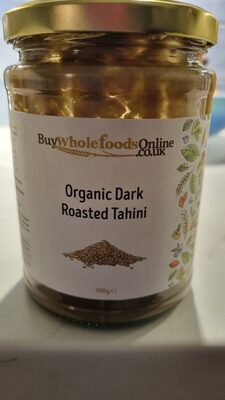 BuyWholefoodsOnline
.co.uk
Organic Dark
Roasted Tahini
500g ℮